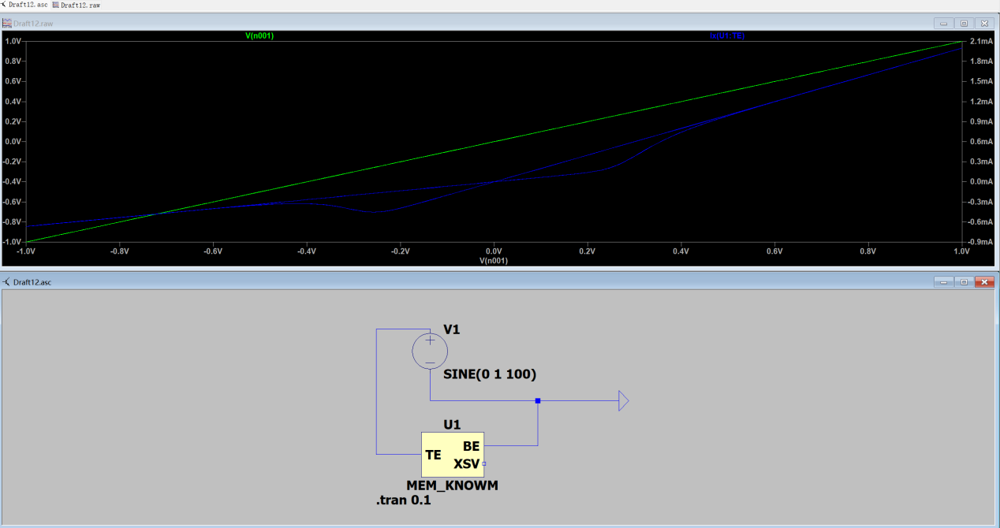 Draft12.asc Draft12.raw
Draft12.raw
V(n001) Ix(U1:TE)
1.0V 2.1mA
0.8V 1.8mA
0.6V 1.5mA
0.4V 1.2mA
0.2V 0.9mA
0.0V 0.6mA
-0.2V 0.3mA
-0.4V 0.0mA
-0.6V -0.3mA
-0.8V -0.6mA
-1.0V -0.9mA
-1.0V -0.8V -0.6V -0.4V -0.2V 0.0V 0.2V 0.4V 0.6V 0.8V 1.0V
V(n001)
Draft12.asc
V1
SINE(0 1 100)
U1
BE
TE
XSV
MEM_KNOWM
.tran 0.1